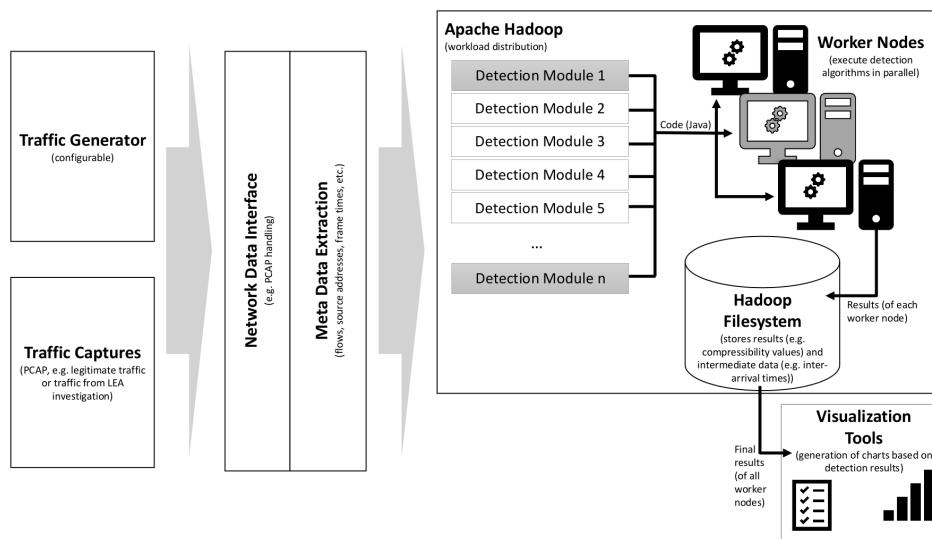 Traffic Generator
(configurable)
Traffic Captures
(PCAP, e.g. legitimate traffic
or traffic from LEA
investigation)
Network Data Interface
(e.g. PCAP handling)
Meta Data Extraction
(flows, source addresses, frame times, etc.)
Apache Hadoop
(workload distribution)
Detection Module 1
Detection Module 2
Detection Module 3
Detection Module 4
Detection Module 5
...
Detection Module n
Code (Java)
Worker Nodes
(execute detection
algorithms in parallel)
Hadoop
Filesystem
(stores results (e.g.
compressibility values) and
intermediate data (e.g. inter-
arrival times))
Results (of each
worker node)
Final
results
(of all
worker
nodes)
Visualization
Tools
(generation of charts based on
detection results)